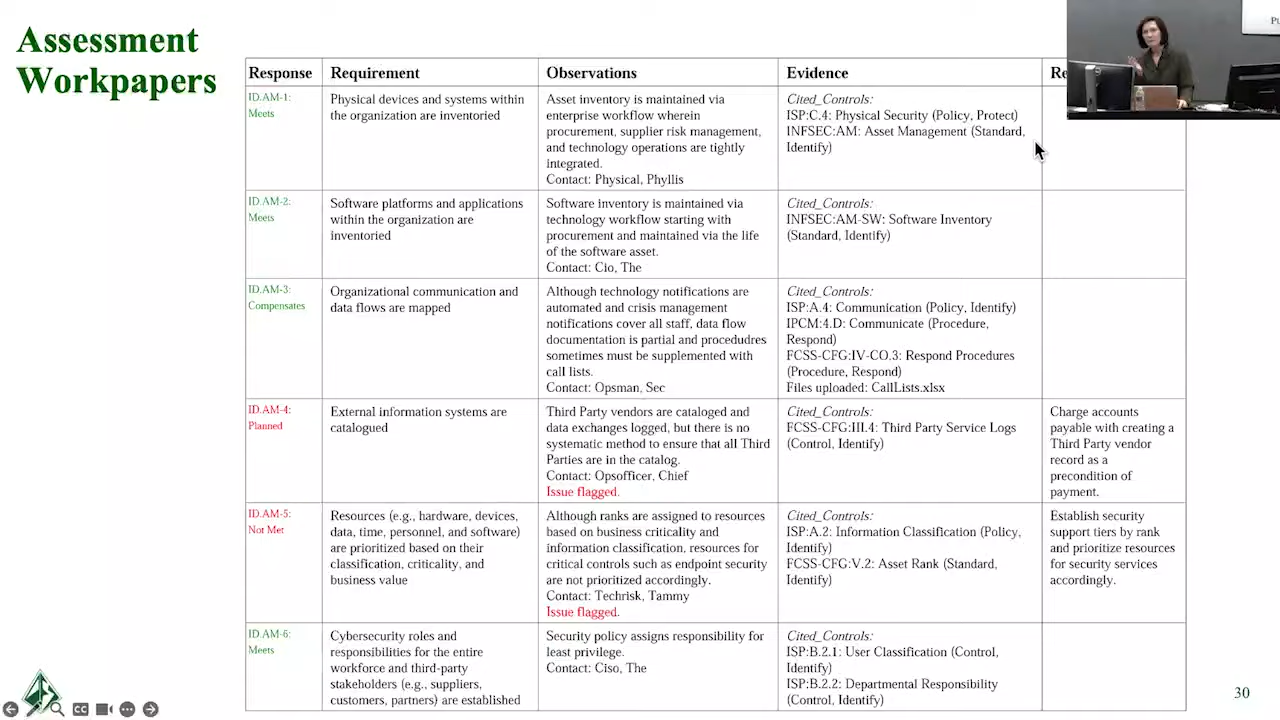 Assessment
Workpapers
Response
Requirement
Observations
Evidence
Re
Pu
ID.AM-1:
Meets
Physical devices and systems within
the organization are inventoried
Asset inventory is maintained via
enterprise workflow wherein
procurement, supplier risk management,
and technology operations are tightly
integrated.
Contact: Physical, Phyllis
Cited_Controls:
ISP:C.4: Physical Security (Policy, Protect)
INFSEC:AM: Asset Management (Standard,
Identify)
ID.AM-2:
Meets
Software platforms and applications
within the organization are
inventoried
Software inventory is maintained via
technology workflow starting with
procurement and maintained via the life
of the software asset.
Contact: Cio, The
Cited_Controls:
INFSEC:AM-SW: Software Inventory
(Standard, Identify)
ID.AM-3:
Compensates
Organizational communication and
data flows are mapped
Although technology notifications are
automated and crisis management
notifications cover all staff, data flow
documentation is partial and procedudres
sometimes must be supplemented with
call lists.
Contact: Opsman, Sec
Cited_Controls:
ISP:A.4: Communication (Policy, Identify)
IPCM:4.D: Communicate (Procedure,
Respond)
FCSS-CFG:IV-CO.3: Respond Procedures
(Procedure, Respond)
Files uploaded: CallLists.xlsx
ID.AM-4:
Planned
External information systems are
catalogued
Third Party vendors are cataloged and
data exchanges logged, but there is no
systematic method to ensure that all Third
Parties are in the catalog.
Contact: Opsofficer, Chief
Issue flagged.
Cited_Controls:
FCSS-CFG:III.4: Third Party Service Logs
(Control, Identify)
Charge accounts
payable with creating a
Third Party vendor
record as a
precondition of
payment.
ID.AM-5:
Not Met
Resources (e.g., hardware, devices,
data, time, personnel, and software)
are prioritized based on their
classification, criticality, and
business value
Although ranks are assigned to resources
based on business criticality and
information classification, resources for
critical controls such as endpoint security
are not prioritized accordingly.
Contact: Techrisk, Tammy
Issue flagged.
Cited_Controls:
ISP:A.2: Information Classification (Policy,
Identify)
FCSS-CFG:V.2: Asset Rank (Standard,
Identify)
Establish security
support tiers by rank
and prioritize resources
for security services
accordingly.
ID.AM-6:
Meets
Cybersecurity roles and
responsibilities for the entire
workforce and third-party
stakeholders (e.g., suppliers,
customers, partners) are established
Security policy assigns responsibility for
least privilege.
Contact: Ciso, The
Cited_Controls:
ISP:B.2.1: User Classification (Control,
Identify)
ISP:B.2.2: Departmental Responsibility
(Control, Identify)
CC
30